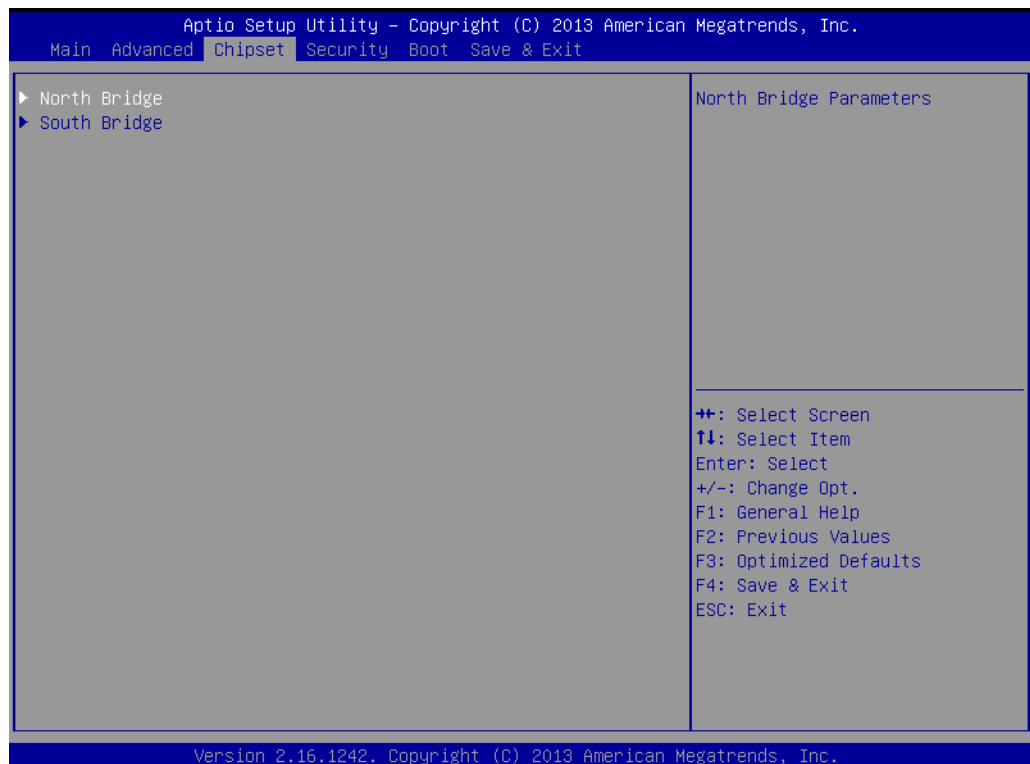 Aptio Setup Utility – Copyright (C) 2013 American Megatrends, Inc.
Main Advanced Chipset Security Boot Save & Exit
► North Bridge
► South Bridge
North Bridge Parameters
→←: Select Screen
↑↓: Select Item
Enter: Select
+/-: Change Opt.
F1: General Help
F2: Previous Values
F3: Optimized Defaults
F4: Save & Exit
ESC: Exit
Version 2.16.1242. Copyright (C) 2013 American Megatrends, Inc.